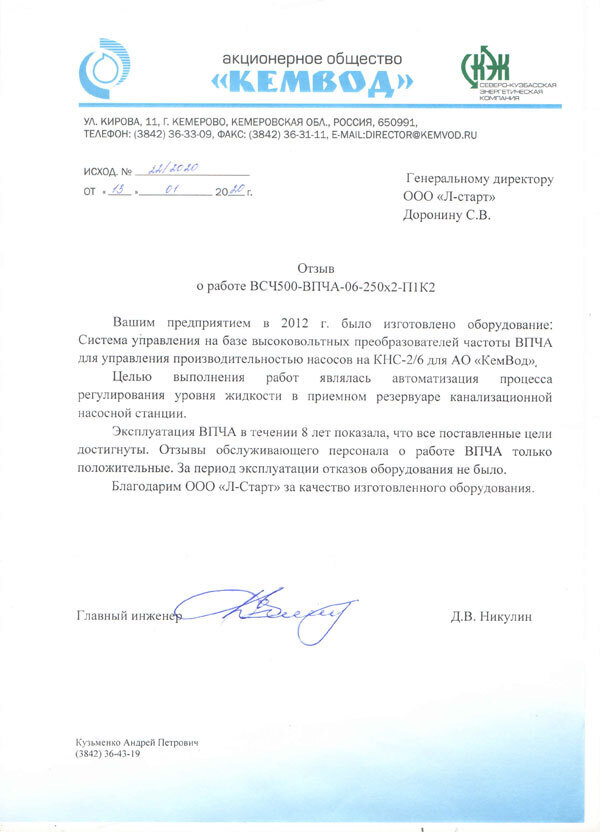 акционерное общество
«КЕМВОД»
СКЭК
СЕВЕРО-КУЗБАССКАЯ
ЭНЕРГЕТИЧЕСКАЯ
КОМПАНИЯ
УЛ. КИРОВА, 11, Г. КЕМЕРОВО, КЕМЕРОВСКАЯ ОБЛ., РОССИЯ, 650991,
ТЕЛЕФОН: (3842) 36-33-09, ФАКС: (3842) 36-31-11, E-MAIL:DIRECTOR@KEMVOD.RU
ИСХОД. № 22/2020
ОТ «13» 01 2020 г.
Генеральному директору
ООО «Л-старт»
Доронину С.В.
Отзыв
о работе ВСЧ500-ВПЧА-06-250х2-П1К2
Вашим предприятием в 2012 г. было изготовлено оборудование:
Система управления на базе высоковольтных преобразователей частоты ВПЧА
для управления производительностью насосов на КНС-2/6 для АО «КемВод».
Целью выполнения работ являлась автоматизация процесса
регулирования уровня жидкости в приемном резервуаре канализационной
насосной станции.
Эксплуатация ВПЧА в течении 8 лет показала, что все поставленные цели
достигнуты. Отзывы обслуживающего персонала о работе ВПЧА только
положительные. За период эксплуатации отказов оборудования не было.
Благодарим ООО «Л-Старт» за качество изготовленного оборудования.
Главный инженер
Д.В. Никулин
Кузьменко Андрей Петрович
(3842) 36-43-19